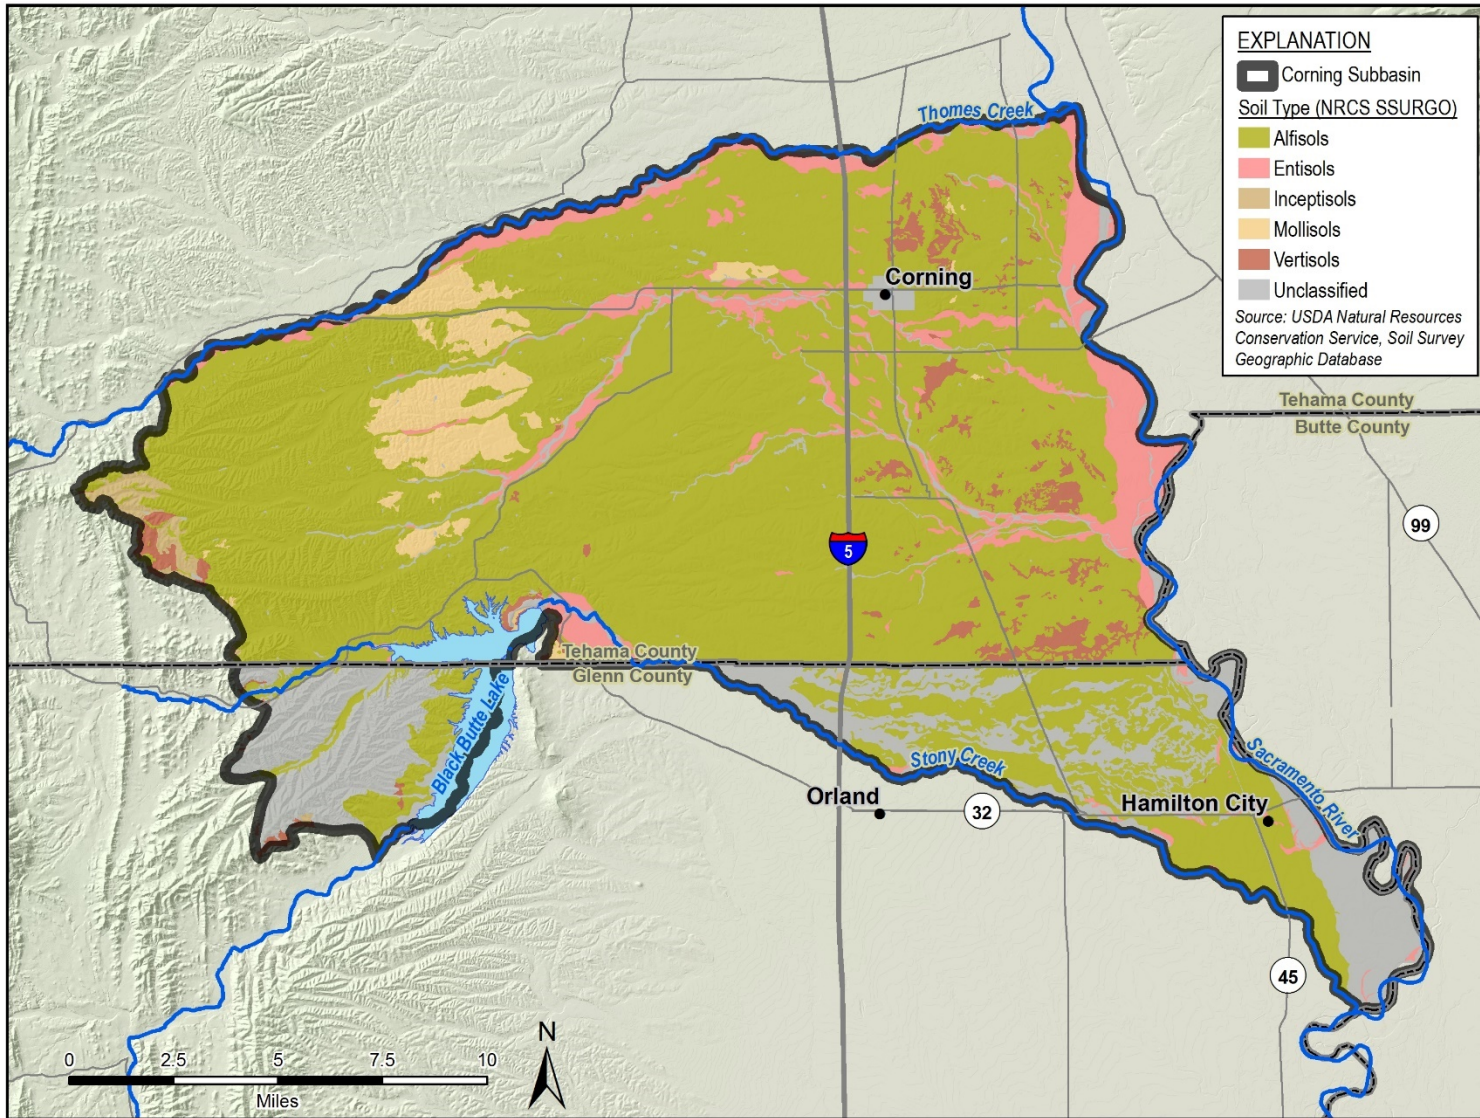 EXPLANATION
Corning Subbasin
Soil Type (NRCS SSURGO)
Alfisols
Entisols
Inceptisols
Mollisols
Vertisols
Unclassified
Source: USDA Natural Resources
Conservation Service, Soil Survey
Geographic Database
Thomes Creek
Corning
Tehama County
Butte County
99
5
Tehama County
Glenn County
Black Butte Lake
Stony Creek
Sacramento River
Orland
32
Hamilton City
45
N
0 2.5 5 7.5 10
Miles